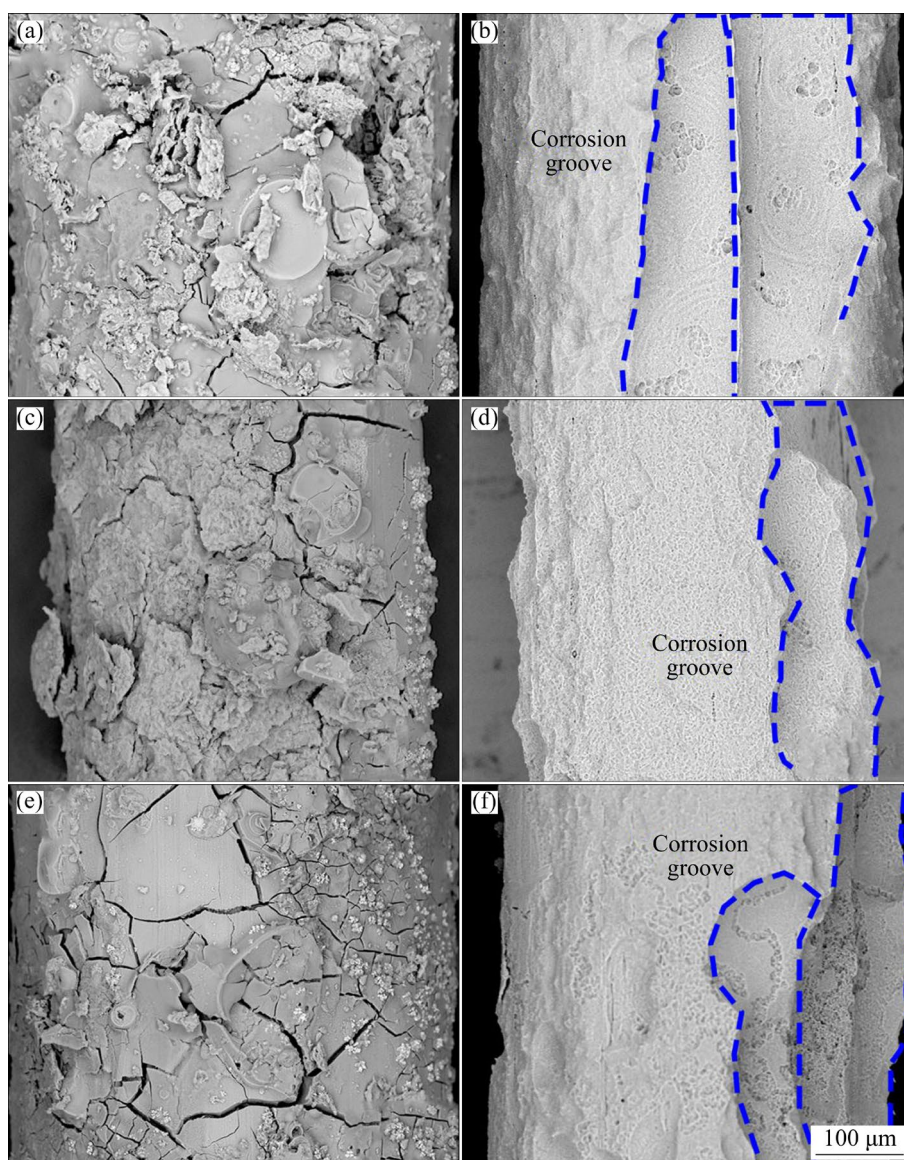 (a)
(b)
Corrosion
groove
(c)
(d)
Corrosion
groove
(e)
(f)
Corrosion
groove
100 μm